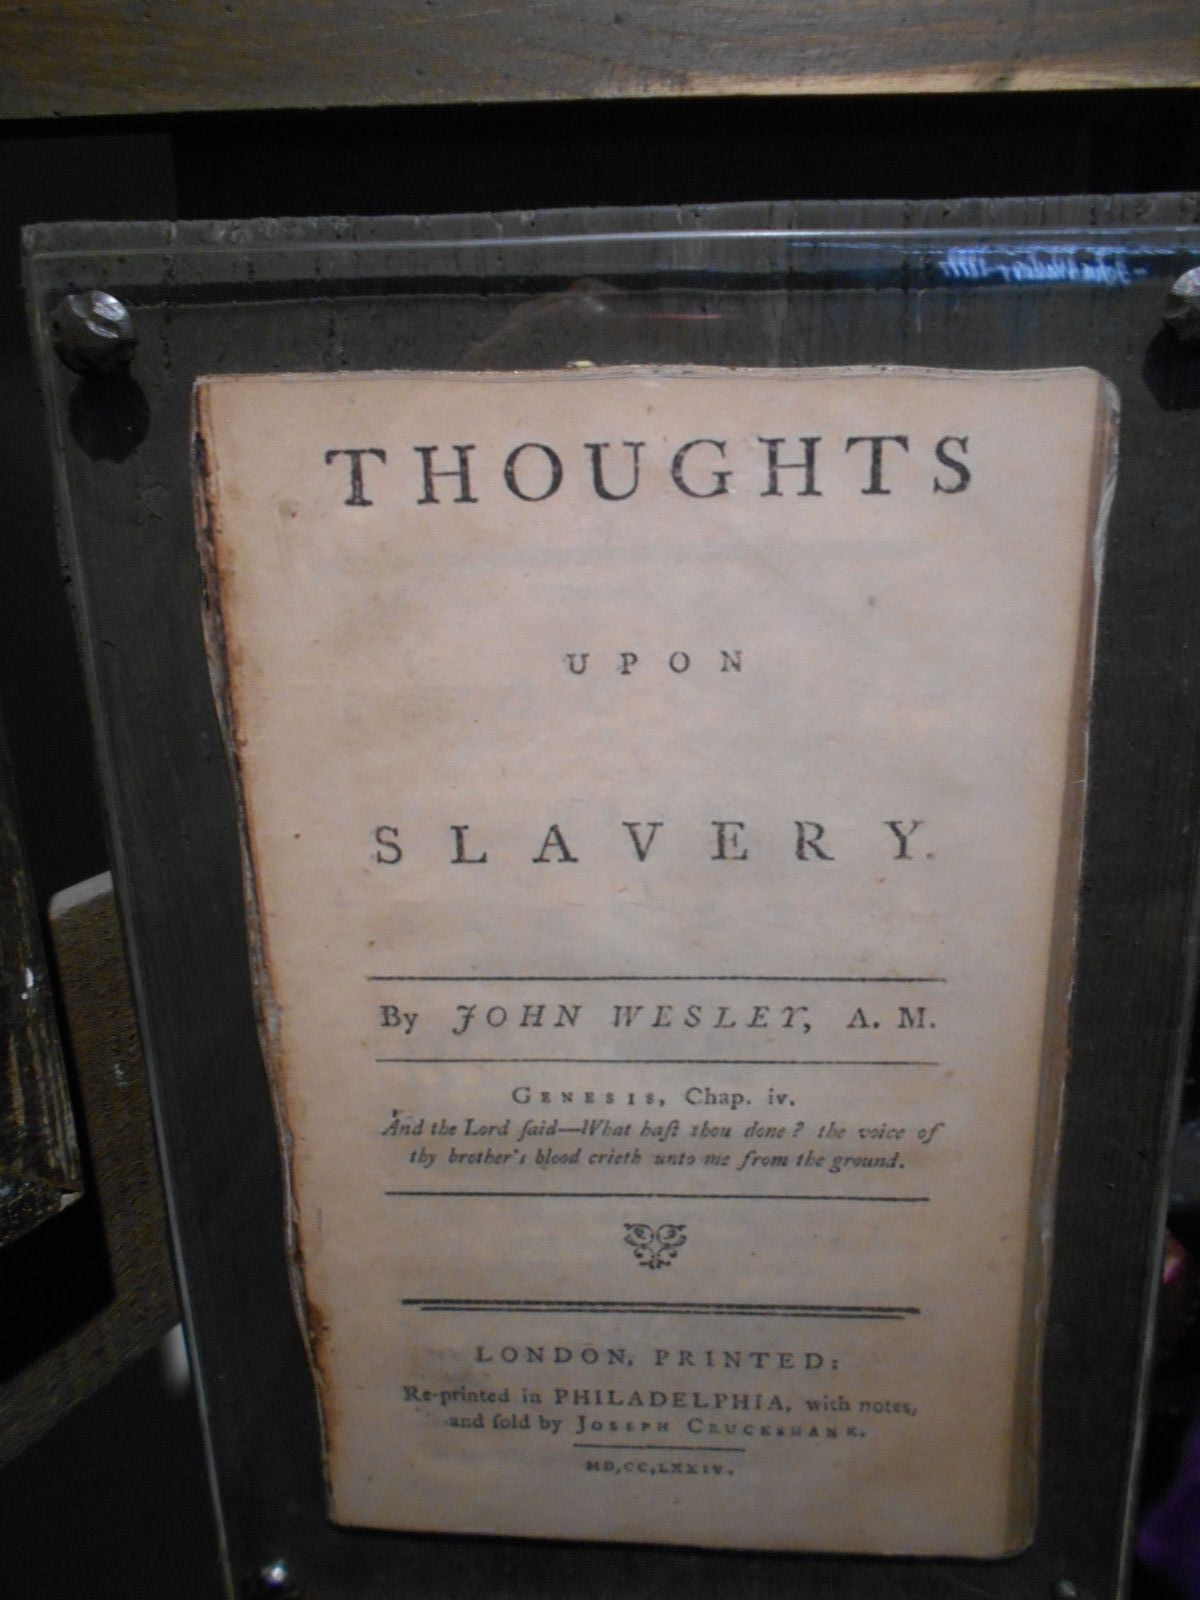 THOUGHTS
UPON
SLAVERY.
By JOHN WESLEY, A. M.
GENESIS, Chap. iv.
And the Lord ſaid—What haſt thou done? the voice of
thy brother's blood crieth unto me from the ground.
LONDON, PRINTED:
Re-printed in PHILADELPHIA, with notes,
and ſold by JOSEPH CRUCKSHANK.
MD,CC,LXXIV.